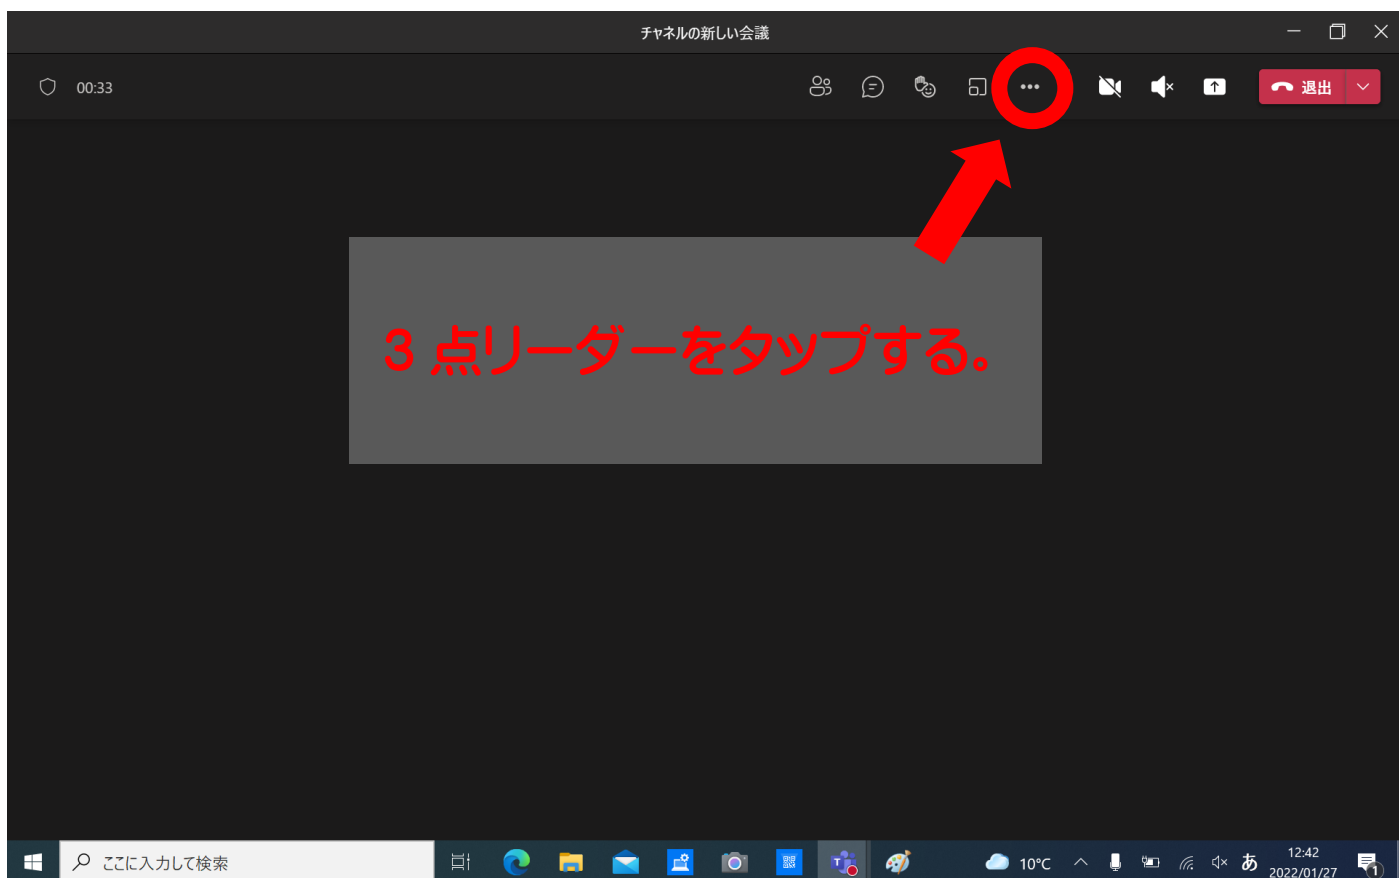 チャネルの新しい会議
00:33
退出
3点リーダーをタップする。
ここに入力して検索
10°C
あ
12:42
2022/01/27
1